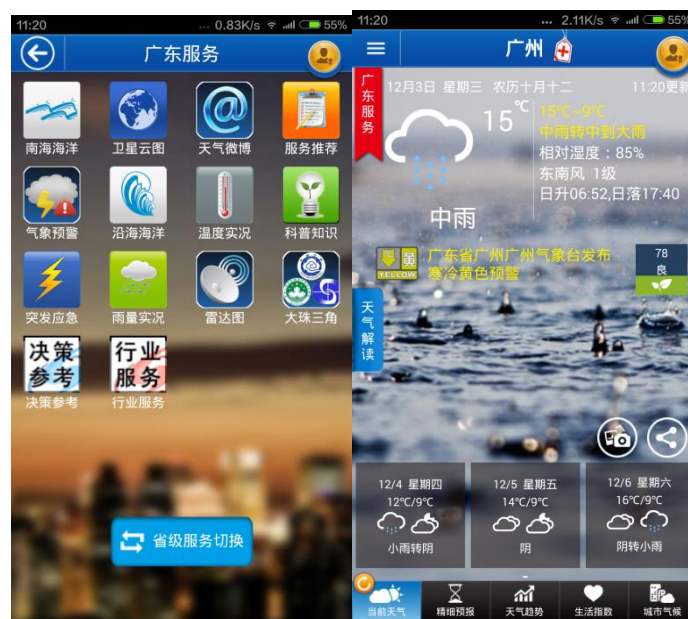 11:20
... 0.83K/s
55%
广东服务
南海海洋
卫星云图
天气微博
服务推荐
气象预警
沿海海洋
温度实况
科普知识
突发应急
雨量实况
雷达图
大珠三角
决策
参考
行业
服务
决策参考
行业服务
省级服务切换
11:20
... 2.11K/s
55%
广州
广东服务
12月3日 星期三 农历十月十二
11:20更新
15℃
15℃~9℃
中雨转中到大雨
相对湿度：85%
东南风 1级
日升06:52,日落17:40
中雨
黄
YELLOW
广东省广州广州气象台发布
寒冷黄色预警
78
良
天气解读
12/4 星期四
12℃/9℃
小雨转阴
12/5 星期五
14℃/9℃
阴
12/6 星期六
16℃/9℃
阴转小雨
当前天气
精细预报
天气趋势
生活指数
城市气候